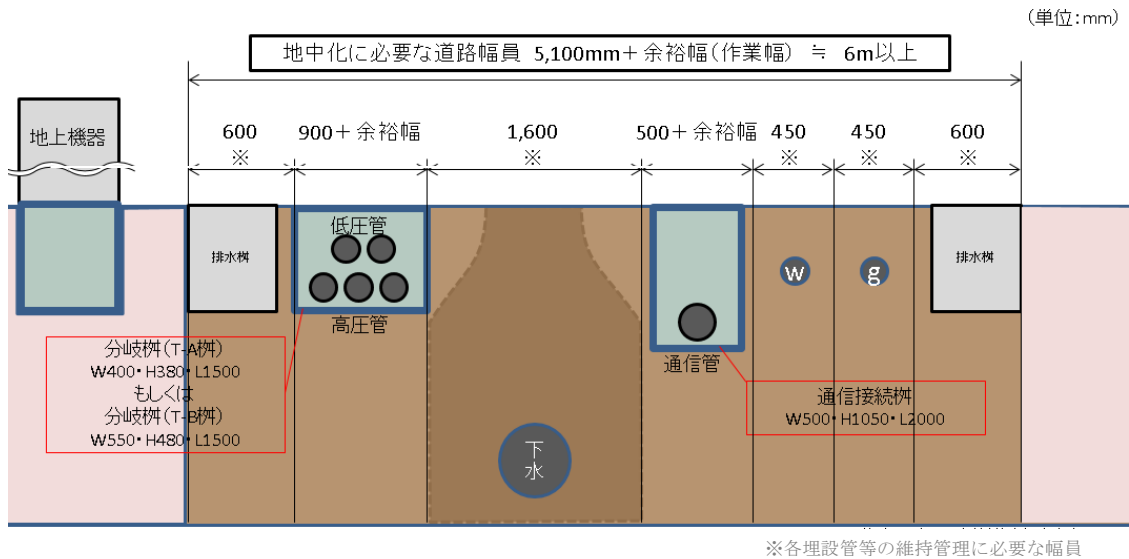 (単位:mm)
地中化に必要な道路幅員 5,100mm+余裕幅(作業幅) ≒ 6m以上
地上機器
600
※
900+余裕幅
1,600
※
500+余裕幅
450
※
450
※
600
※
排水桝
低圧管
高圧管
通信管
w
g
排水桝
分岐桝(T-A桝)
W400・H380・L1500
もしくは
分岐桝(T-B桝)
W550・H480・L1500
通信接続桝
W500・H1050・L2000
下
水
※各埋設管等の維持管理に必要な幅員